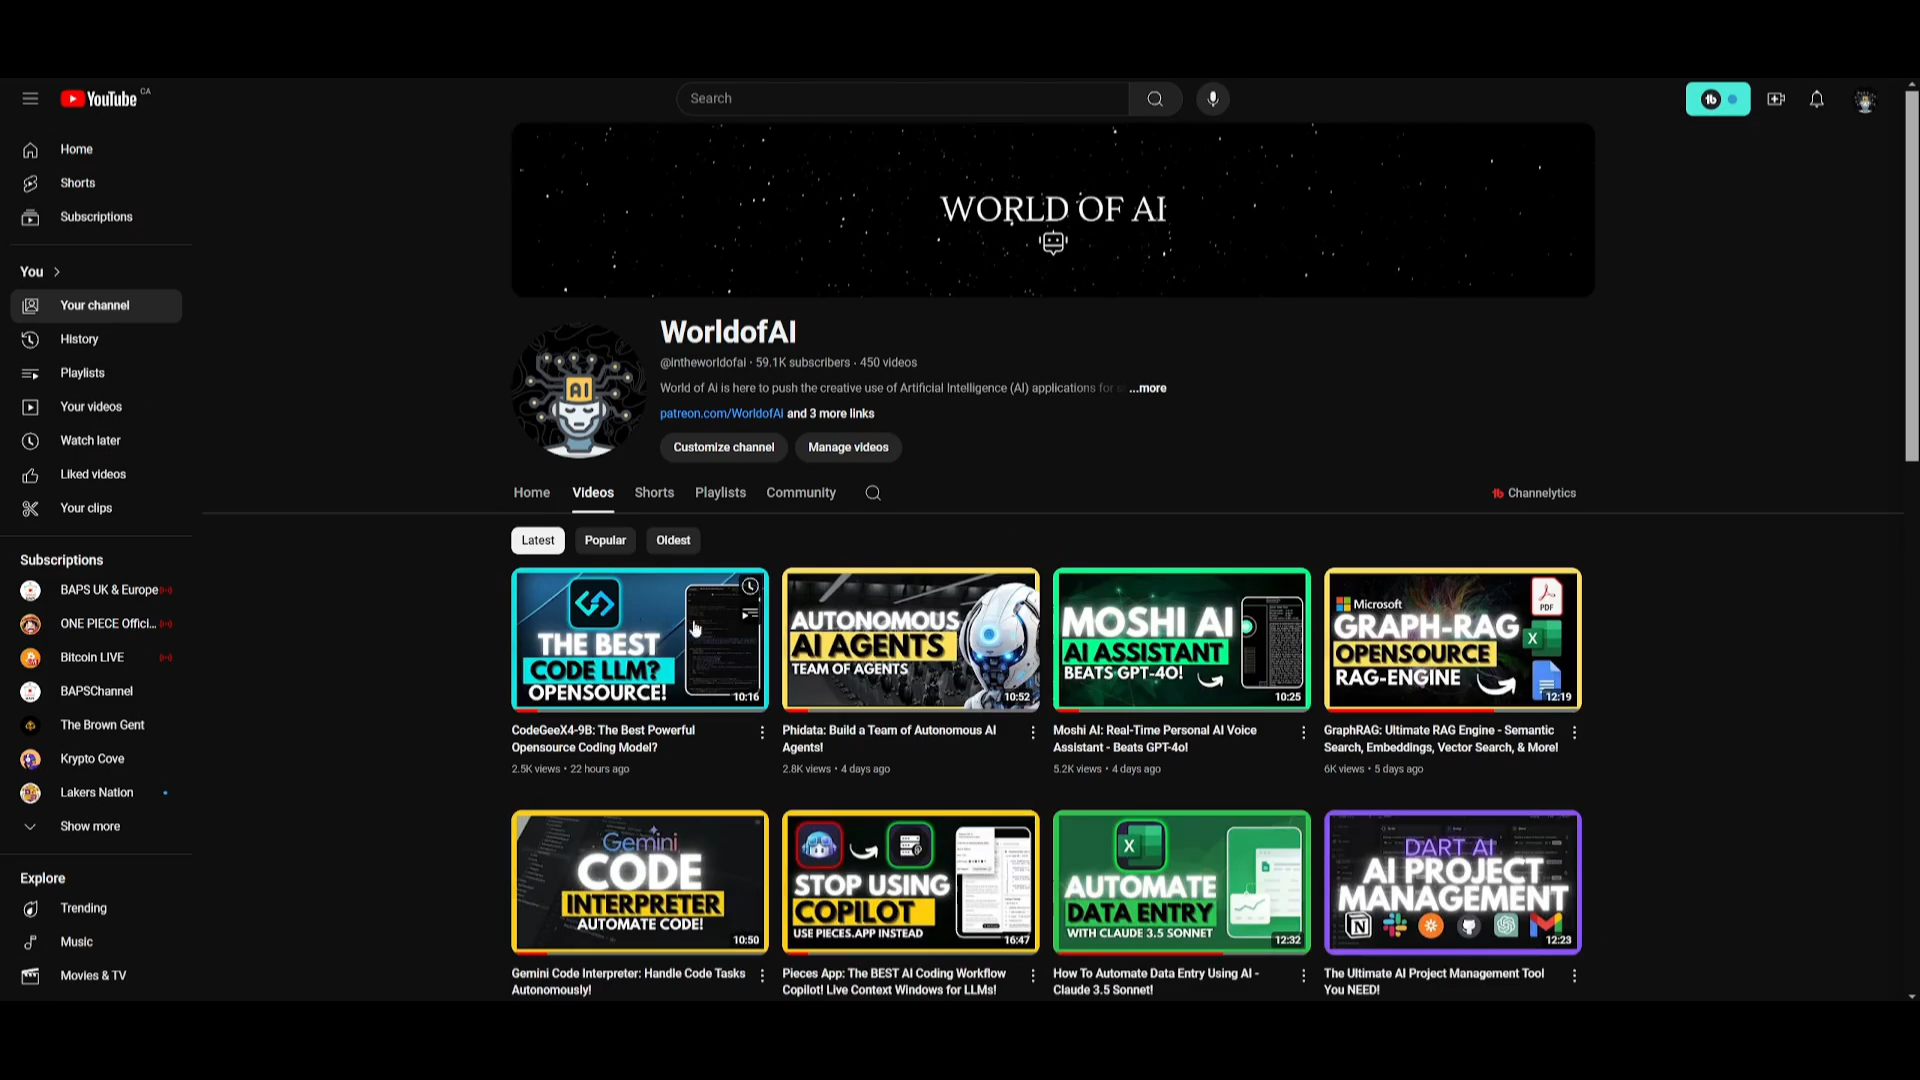 YouTube CA
Search
Home
Shorts
Subscriptions
You
Your channel
History
Playlists
Your videos
Watch later
Liked videos
Your clips
Subscriptions
BAPS UK & Europe
ONE PIECE Offici...
Bitcoin LIVE
BAPSChannel
The Brown Gent
Krypto Cove
Lakers Nation
Show more
Explore
Trending
Music
Movies & TV
WORLD OF AI
AI
WorldofAI
@intheworldofai · 59.1K subscribers · 450 videos
World of Ai is here to push the creative use of Artificial Intelligence (AI) applications for ...more
patreon.com/WorldofAI and 3 more links
Customize channel
Manage videos
Home
Videos
Shorts
Playlists
Community
Channelytics
Latest
Popular
Oldest
THE BEST
CODE LLM?
OPENSOURCE!
10:16
CodeGeeX4-9B: The Best Powerful
Opensource Coding Model?
2.5K views • 22 hours ago
AUTONOMOUS
AI AGENTS
TEAM OF AGENTS
10:52
Phidata: Build a Team of Autonomous AI
Agents!
2.8K views • 4 days ago
MOSHI AI
AI ASSISTANT
BEATS GPT-4O!
10:25
Moshi AI: Real-Time Personal AI Voice
Assistant - Beats GPT-4o!
5.2K views • 4 days ago
Microsoft
GRAPH-RAG
OPENSOURCE
RAG-ENGINE
PDF
X
12:19
GraphRAG: Ultimate RAG Engine - Semantic
Search, Embeddings, Vector Search, & More!
6K views • 5 days ago
Gemini
CODE
INTERPRETER
AUTOMATE CODE!
10:50
Gemini Code Interpreter: Handle Code Tasks
Autonomously!
STOP USING
COPILOT
USE PIECES.APP INSTEAD
16:47
Pieces App: The BEST AI Coding Workflow
Copilot! Live Context Windows for LLMs!
X
AUTOMATE
DATA ENTRY
WITH CLAUDE 3.5 SONNET
12:32
How To Automate Data Entry Using AI -
Claude 3.5 Sonnet!
DART AI
AI PROJECT
MANAGEMENT
12:23
The Ultimate AI Project Management Tool
You NEED!